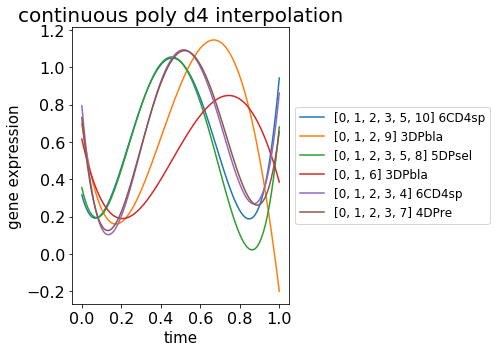 continuous poly d4 interpolation
gene expression
1.2
1.0
0.8
0.6
0.4
0.2
0.0
−0.2
0.0 0.2 0.4 0.6 0.8 1.0
time
[0, 1, 2, 3, 5, 10] 6CD4sp
[0, 1, 2, 9] 3DPbla
[0, 1, 2, 3, 5, 8] 5DPsel
[0, 1, 6] 3DPbla
[0, 1, 2, 3, 4] 6CD4sp
[0, 1, 2, 3, 7] 4DPre